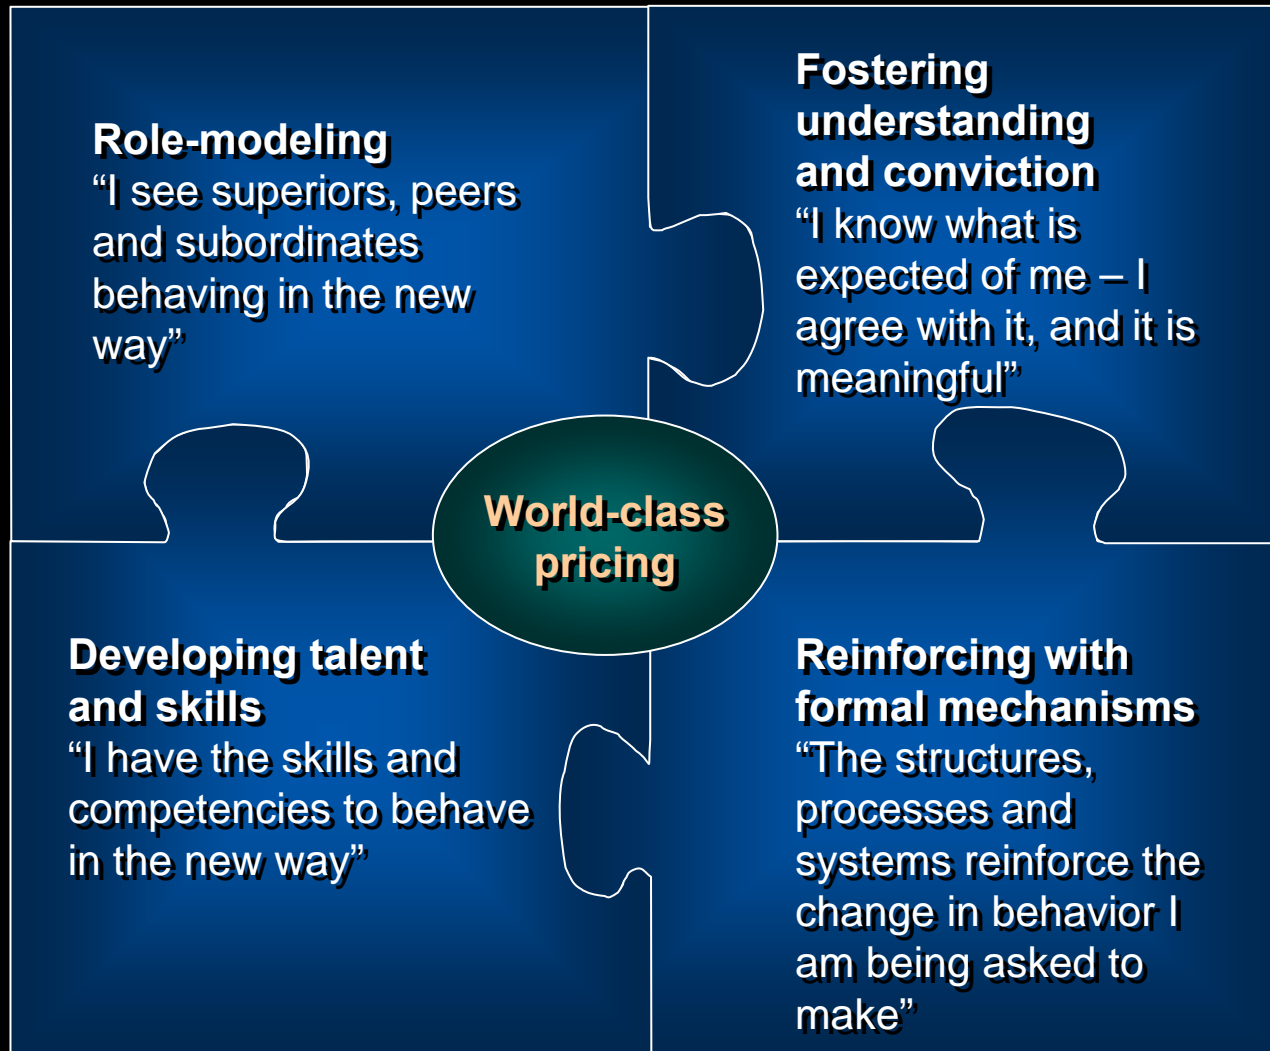 Role-modeling
“I see superiors, peers
and subordinates
behaving in the new
way”
Fostering
understanding
and conviction
“I know what is
expected of me – I
agree with it, and it is
meaningful”
World-class
pricing
Developing talent
and skills
“I have the skills and
competencies to behave
in the new way”
Reinforcing with
formal mechanisms
“The structures,
processes and
systems reinforce the
change in behavior I
am being asked to
make”